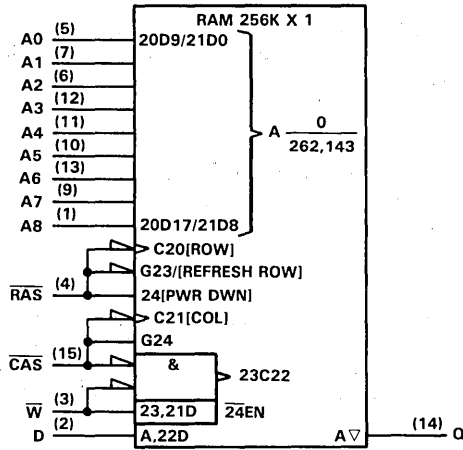 RAM 256K X 1
A0 (5) 20D9/21D0
A1 (7)
A2 (6)
A3 (12)
A4 (11) A 0
A5 (10) 262,143
A6 (13)
A7 (9)
A8 (1) 20D17/21D8
C20[ROW]
G23/[REFRESH ROW]
RAS (4) 24[PWR DWN]
C21[COL]
G24
CAS (15) & 23C22
W (3) 23,21D 24EN
D (2) A,22D A▽ (14) Q